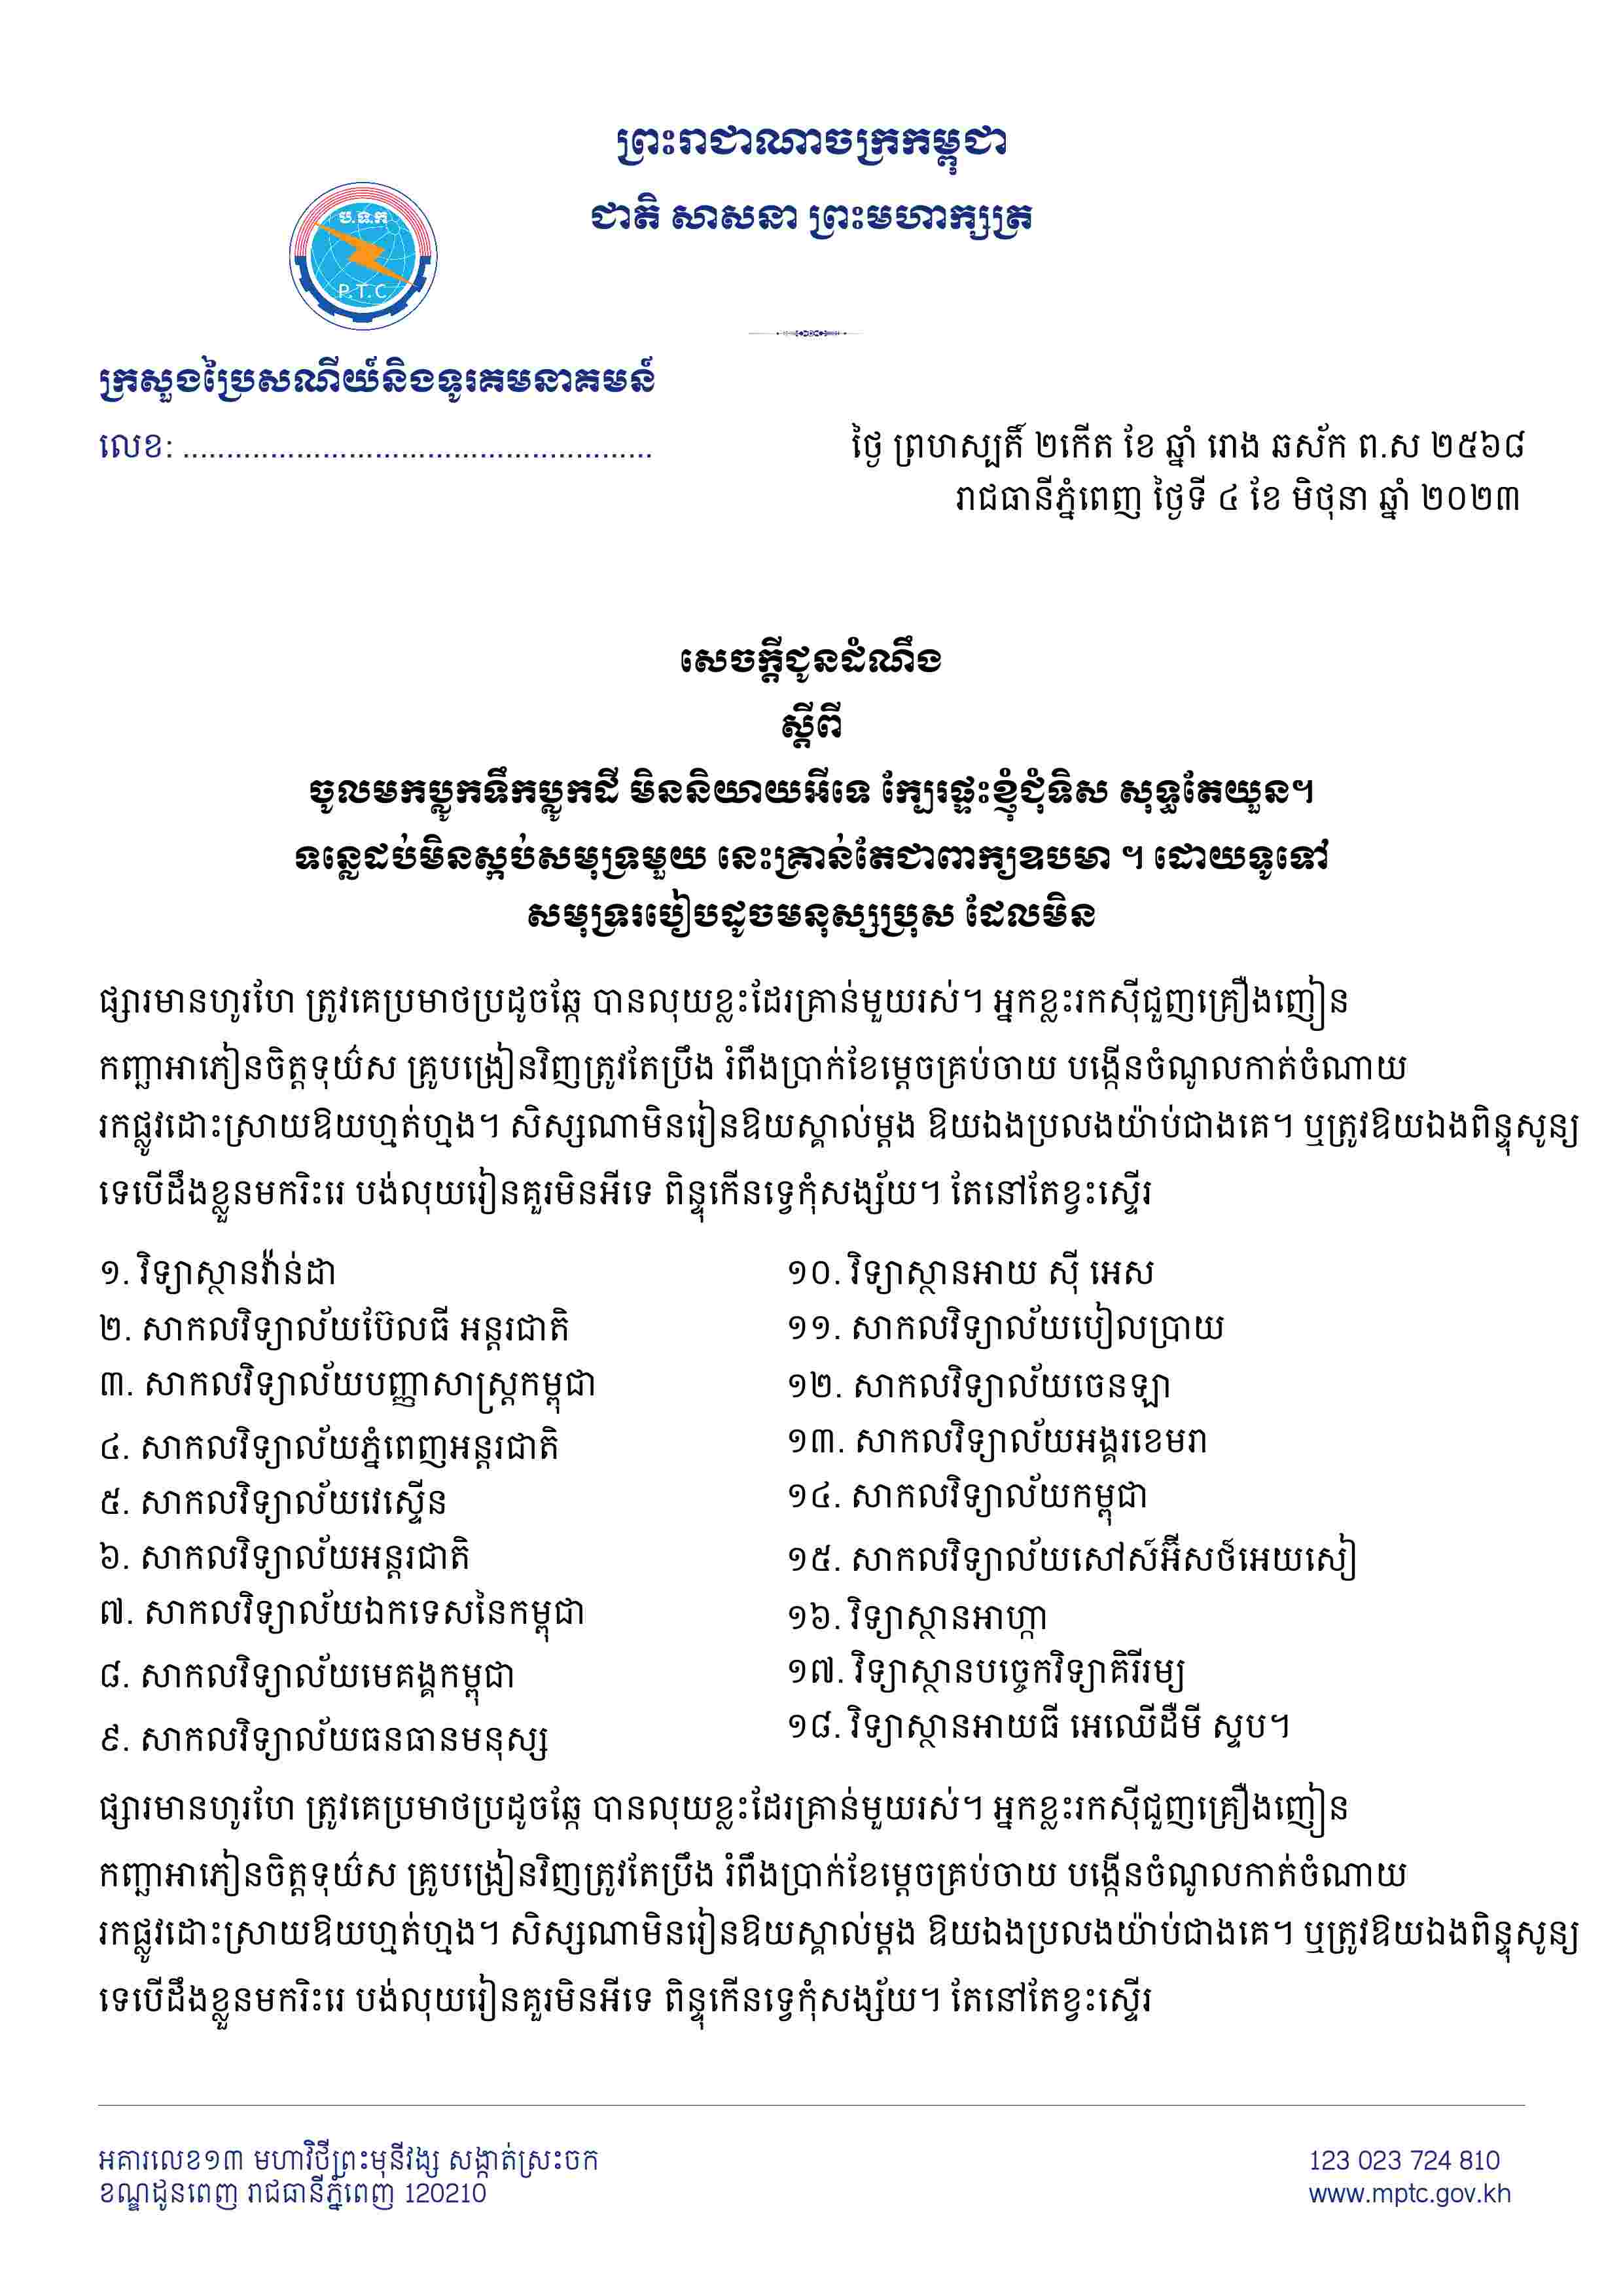 ព្រះរាជាណាចក្រកម្ពុជា
ជាតិ សាសនា ព្រះមហាក្សត្រ
ប.ទ.ក
P.T.C
ក្រសួងប្រៃសណីយ៍និងទូរគមនាគមន៍
លេខ: ......................................................
ថ្ងៃ ព្រហស្បតិ៍ ២កើត ខែ ឆ្នាំ រោង ឆស័ក ព.ស ២៥៦៨
រាជធានីភ្នំពេញ ថ្ងៃទី ៤ ខែ មិថុនា ឆ្នាំ ២០២៣
សេចក្តីជូនដំណឹង
ស្តីពី
ចូលមកប្លូកទឹកប្លូកដី មិននិយាយអីទេ ក្បែរផ្ទះខ្ញុំជុំទិស សុទ្ធតែយួន។
ទន្លេដប់មិនស្កប់សមុទ្រមួយ នេះគ្រាន់តែជាពាក្យឧបមា ។ ដោយទូទៅ
សមុទ្ររបៀបដូចមនុស្សប្រុស ដែលមិន
ផ្សារមានហូរហែ ត្រូវគេប្រមាថប្រដូចឆ្កែ បានលុយខ្លះដែរគ្រាន់មួយរស់។ អ្នកខ្លះរកស៊ីជួញគ្រឿងញៀន
កញ្ឆាអាភៀនចិត្តទុយ៌ស គ្រូបង្រៀនវិញត្រូវតែប្រឹង រំពឹងប្រាក់ខែម្តេចគ្រប់ចាយ បង្កើនចំណូលកាត់ចំណាយ
រកផ្លូវដោះស្រាយឱយហ្មត់ហ្មង។ សិស្សណាមិនរៀនឱយស្គាល់ម្តង ឱយឯងប្រលងយ៉ាប់ជាងគេ។ ឬត្រូវឱយឯងពិន្ទុសូន្យ
ទេបើដឹងខ្លួនមករិះរេ បង់លុយរៀនគួរមិនអីទេ ពិន្ទុកើនទ្វេកុំសង្ស័យ។ តែនៅតែខ្វះស្ទើរ
១. វិទ្យាស្ថានវ៉ាន់ដា
២. សាកលវិទ្យាល័យប៊ែលធី អន្តរជាតិ
៣. សាកលវិទ្យាល័យបញ្ញាសាស្ត្រកម្ពុជា
៤. សាកលវិទ្យាល័យភ្នំពេញអន្តរជាតិ
៥. សាកលវិទ្យាល័យវេស្ទើន
៦. សាកលវិទ្យាល័យអន្តរជាតិ
៧. សាកលវិទ្យាល័យឯកទេសនៃកម្ពុជា
៨. សាកលវិទ្យាល័យមេគង្គកម្ពុជា
៩. សាកលវិទ្យាល័យធនធានមនុស្ស
១០. វិទ្យាស្ថានអាយ ស៊ី អេស
១១. សាកលវិទ្យាល័យបៀលប្រាយ
១២. សាកលវិទ្យាល័យចេនឡា
១៣. សាកលវិទ្យាល័យអង្គរខេមរា
១៤. សាកលវិទ្យាល័យកម្ពុជា
១៥. សាកលវិទ្យាល័យសៅស៍អ៊ីសថ៍អេយសៀ
១៦. វិទ្យាស្ថានអាហ្កា
១៧. វិទ្យាស្ថានបច្ចេកវិទ្យាគិរីរម្យ
១៨. វិទ្យាស្ថានអាយធី អេឈើដឺមី ស្ទប។
ផ្សារមានហូរហែ ត្រូវគេប្រមាថប្រដូចឆ្កែ បានលុយខ្លះដែរគ្រាន់មួយរស់។ អ្នកខ្លះរកស៊ីជួញគ្រឿងញៀន
កញ្ឆាអាភៀនចិត្តទុយ៌ស គ្រូបង្រៀនវិញត្រូវតែប្រឹង រំពឹងប្រាក់ខែម្តេចគ្រប់ចាយ បង្កើនចំណូលកាត់ចំណាយ
រកផ្លូវដោះស្រាយឱយហ្មត់ហ្មង។ សិស្សណាមិនរៀនឱយស្គាល់ម្តង ឱយឯងប្រលងយ៉ាប់ជាងគេ។ ឬត្រូវឱយឯងពិន្ទុសូន្យ
ទេបើដឹងខ្លួនមករិះរេ បង់លុយរៀនគួរមិនអីទេ ពិន្ទុកើនទ្វេកុំសង្ស័យ។ តែនៅតែខ្វះស្ទើរ
អគារលេខ១៣ មហាវិថីព្រះមុនីវង្ស សង្កាត់ស្រះចក
ខណ្ឌដូនពេញ រាជធានីភ្នំពេញ 120210
123 023 724 810
www.mptc.gov.kh